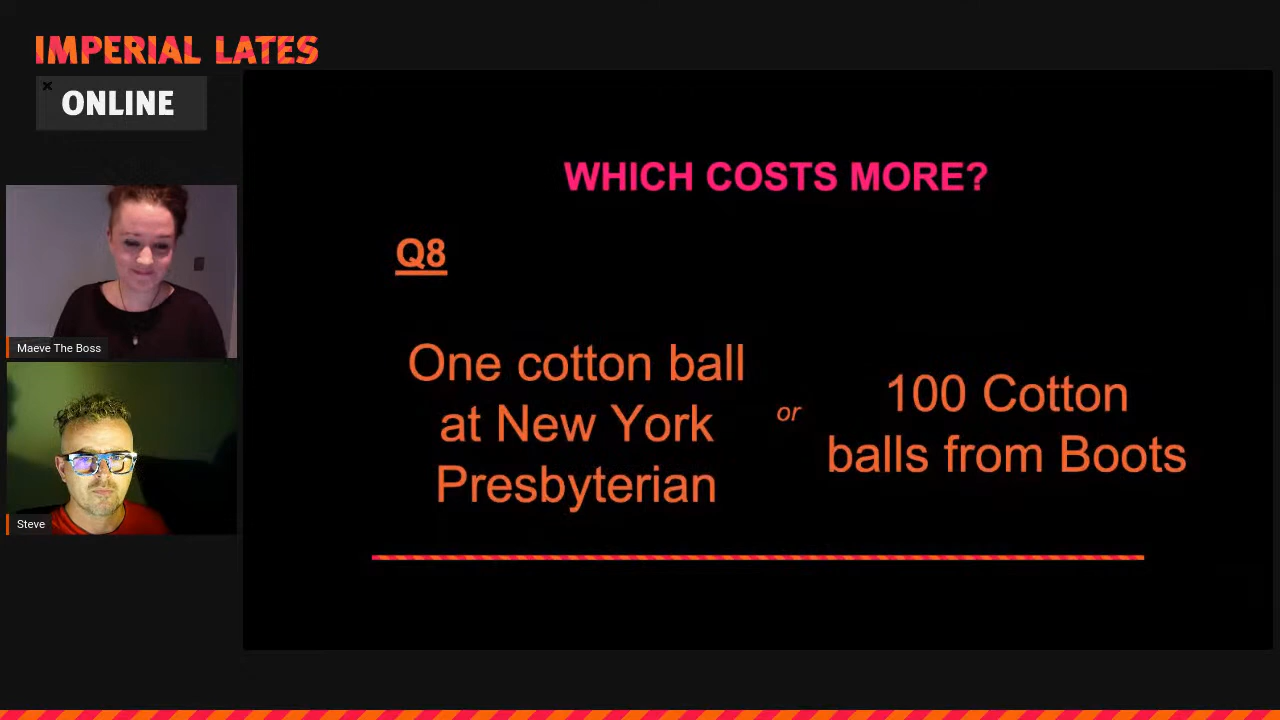 IMPERIAL LATES
ONLINE
WHICH COSTS MORE?
Q8
One cotton ball
at New York
Presbyterian
or
100 Cotton
balls from Boots
Maeve The Boss
Steve